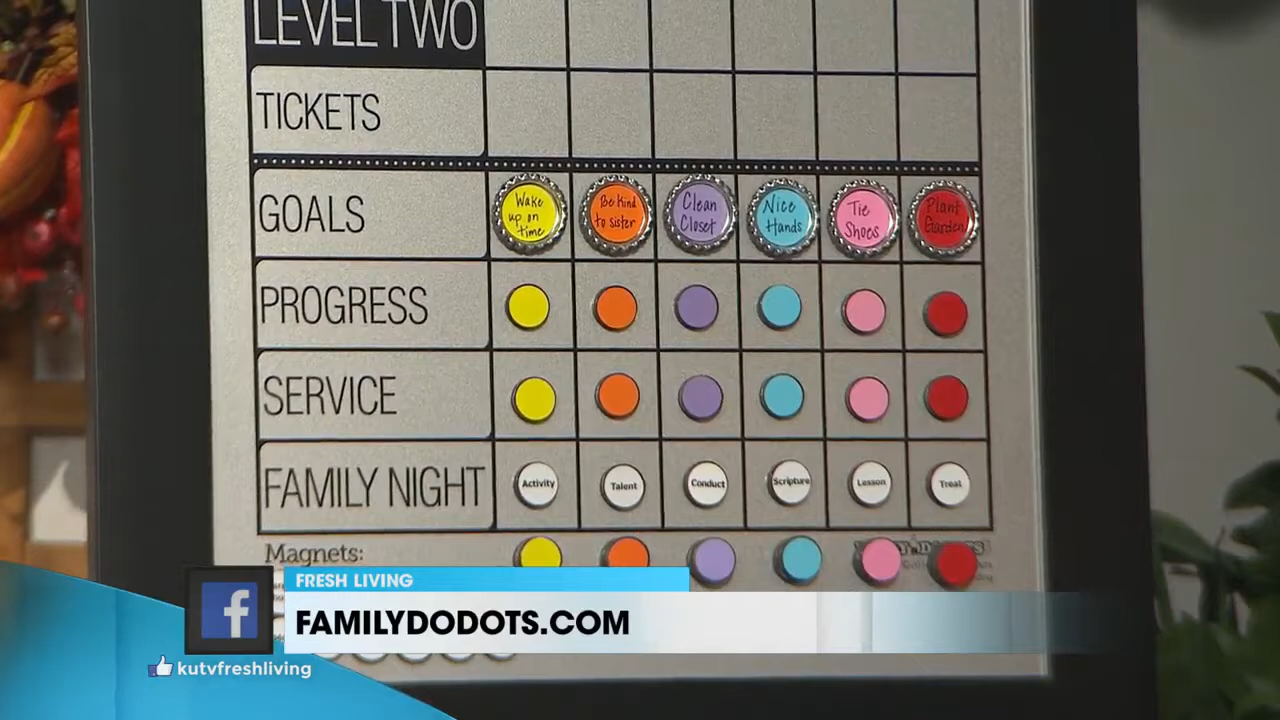 LEVEL TWO
TICKETS
GOALS
Wake
up on
time
Be Kind
to sister
Clean
Closet
Nice
Hands
Tie
Shoes
Plant
Garden
PROGRESS
SERVICE
FAMILY NIGHT
Activity
Talent
Conduct
Scripture
Lesson
Treat
Magnets:
FRESH LIVING
FAMILYDODOTS.COM
kutvfreshliving